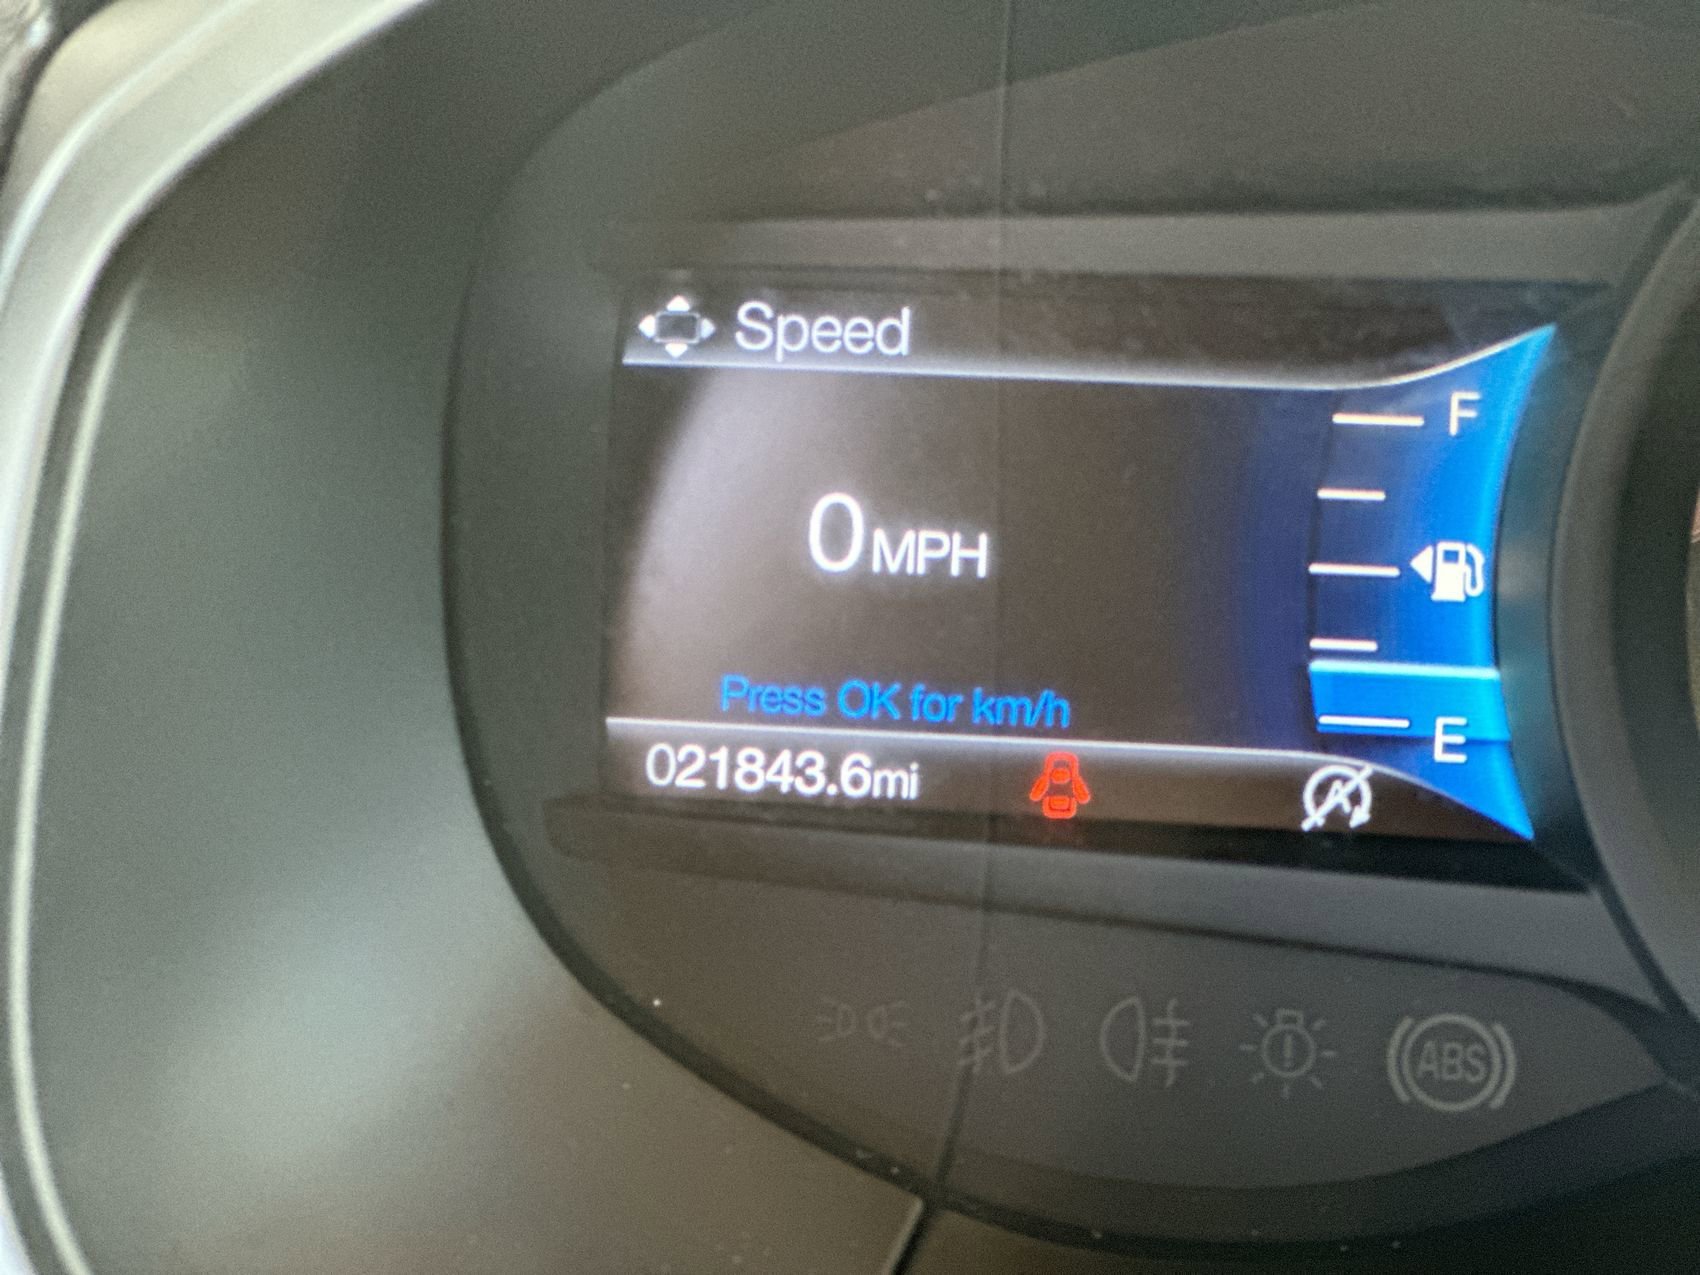 Speed
F
0 MPH
Press OK for km/h
E
021843.6mi
ABS